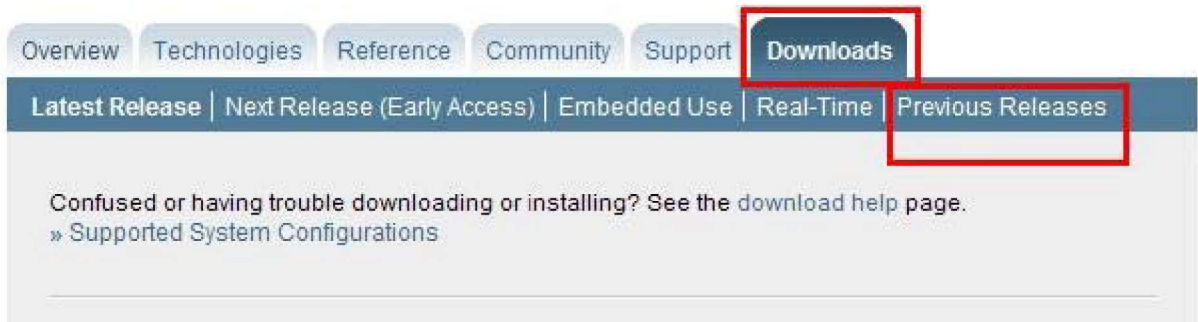 Overview Technologies Reference Community Support Downloads
Latest Release | Next Release (Early Access) | Embedded Use | Real-Time | Previous Releases
Confused or having trouble downloading or installing? See the download help page.
» Supported System Configurations